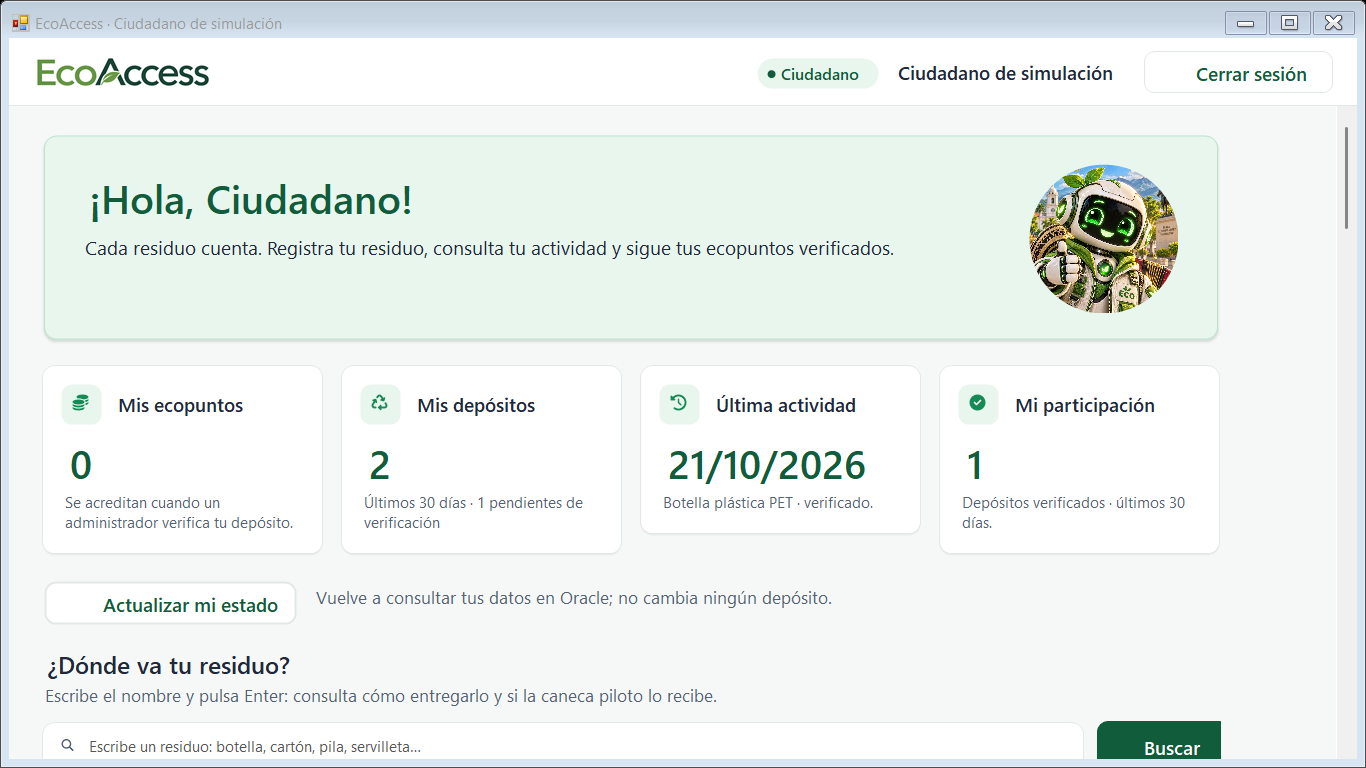 EcoAccess · Ciudadano de simulación
EcoAccess
Ciudadano
Ciudadano de simulación
Cerrar sesión
¡Hola, Ciudadano!
Cada residuo cuenta. Registra tu residuo, consulta tu actividad y sigue tus ecopuntos verificados.
ECO
Mis ecopuntos
0
Se acreditan cuando un
administrador verifica tu depósito.
Mis depósitos
2
Últimos 30 días · 1 pendientes de
verificación
Última actividad
21/10/2026
Botella plástica PET · verificado.
Mi participación
1
Depósitos verificados · últimos 30
días.
Actualizar mi estado
Vuelve a consultar tus datos en Oracle; no cambia ningún depósito.
¿Dónde va tu residuo?
Escribe el nombre y pulsa Enter: consulta cómo entregarlo y si la caneca piloto lo recibe.
Escribe un residuo: botella, cartón, pila, servilleta...
Buscar